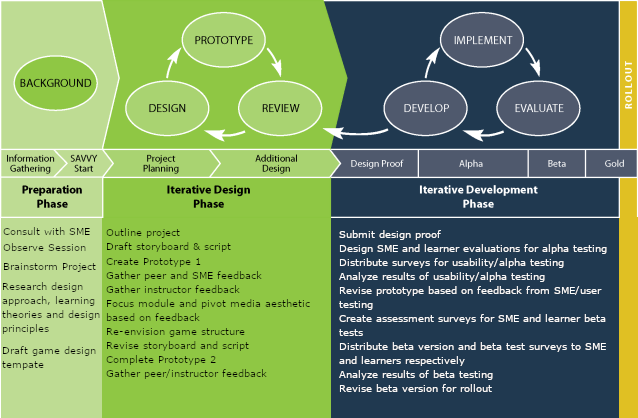 PROTOTYPE
IMPLEMENT
BACKGROUND
DESIGN
REVIEW
DEVELOP
EVALUATE
ROLLOUT
Information
Gathering
SAVVY
Start
Project
Planning
Additional
Design
Design Proof
Alpha
Beta
Gold
Preparation
Phase
Iterative Design
Phase
Iterative Development
Phase
Consult with SME
Observe Session
Brainstorm Project
Research design
approach, learning
theories and design
principles
Draft game design
tempate
Outline project
Draft storyboard & script
Create Prototype 1
Gather peer and SME feedback
Gather instructor feedback
Focus module and pivot media aesthetic
based on feedback
Re-envision game structure
Revise storyboard and script
Complete Prototype 2
Gather peer/instructor feedback
Submit design proof
Design SME and learner evaluations for alpha testing
Distribute surveys for usability/alpha testing
Analyze results of usability/alpha testing
Revise prototype based on feedback from SME/user
testing
Create assessment surveys for SME and learner beta
tests
Distribute beta version and beta test surveys to SME
and learners respectively
Analyze results of beta testing
Revise beta version for rollout